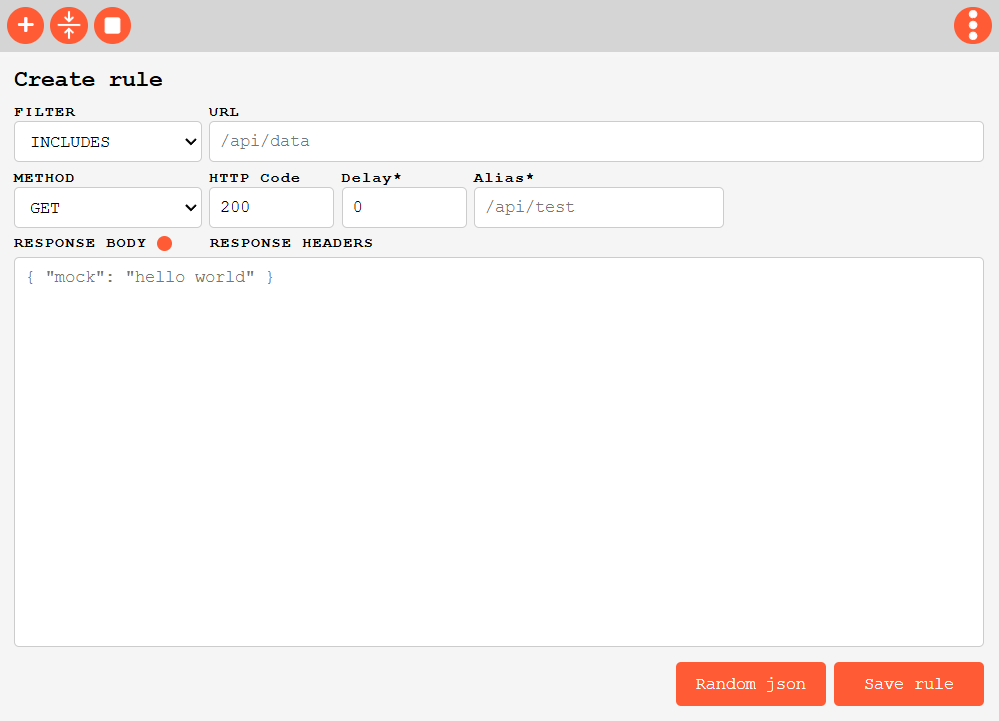 Create rule
FILTER URL
INCLUDES /api/data
METHOD HTTP Code Delay* Alias*
GET 200 0 /api/test
RESPONSE BODY RESPONSE HEADERS
{ "mock": "hello world" }
Random json Save rule